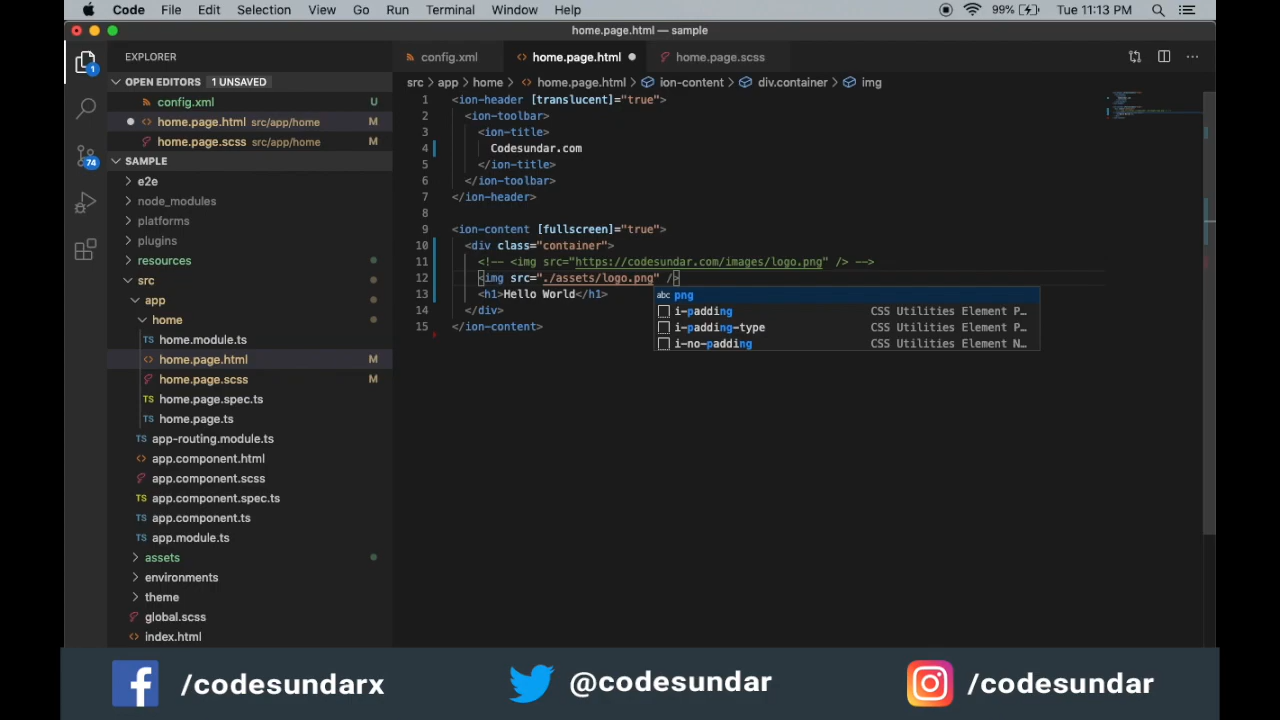 Code File Edit Selection View Go Run Terminal Window Help 99% Tue 11:13 PM
home.page.html — sample
EXPLORER
config.xml
home.page.html
home.page.scss
OPEN EDITORS 1 UNSAVED
config.xml U
home.page.html src/app/home M
home.page.scss src/app/home M
SAMPLE
e2e
node_modules
platforms
plugins
resources
src
app
home
home.module.ts
home.page.html M
home.page.scss M
home.page.spec.ts
home.page.ts
app-routing.module.ts
app.component.html
app.component.scss
app.component.spec.ts
app.component.ts
app.module.ts
assets
environments
theme
global.scss
index.html
1
74
src › app › home › home.page.html › ion-content › div.container › img
1 <ion-header [translucent]="true">
2 <ion-toolbar>
3 <ion-title>
4 Codesundar.com
5 </ion-title>
6 </ion-toolbar>
7 </ion-header>
8
9 <ion-content [fullscreen]="true">
10 <div class="container">
11 <!-- <img src="https://codesundar.com/images/logo.png" /> -->
12 <img src="./assets/logo.png" />
13 <h1>Hello World</h1>
14 </div>
15 </ion-content>
abc png
i-padding CSS Utilities Element P…
i-padding-type CSS Utilities Element P…
i-no-padding CSS Utilities Element N…
/codesundarx
@codesundar
/codesundar